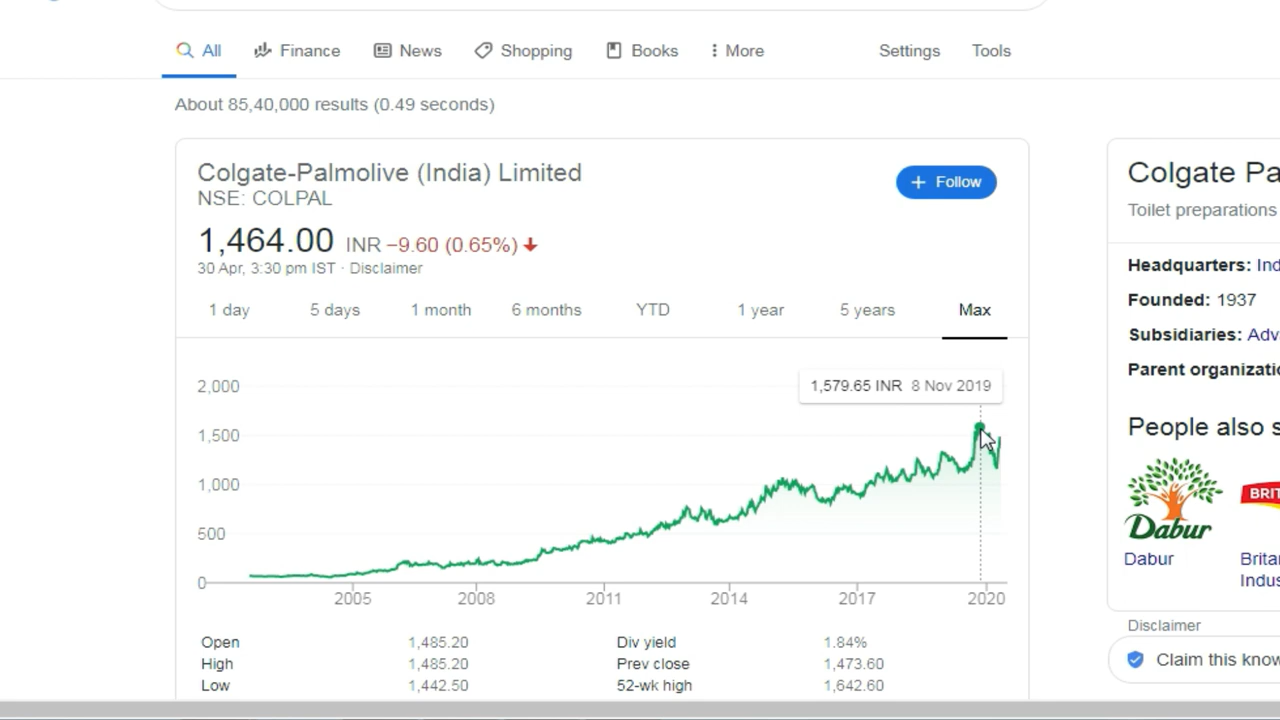 All Finance News Shopping Books More Settings Tools
About 85,40,000 results (0.49 seconds)
Colgate-Palmolive (India) Limited
NSE: COLPAL
+ Follow
1,464.00 INR −9.60 (0.65%)
30 Apr, 3:30 pm IST · Disclaimer
1 day 5 days 1 month 6 months YTD 1 year 5 years Max
1,579.65 INR 8 Nov 2019
2,000
1,500
1,000
500
0
2005 2008 2011 2014 2017 2020
Open 1,485.20 Div yield 1.84%
High 1,485.20 Prev close 1,473.60
Low 1,442.50 52-wk high 1,642.60
Colgate Pa
Toilet preparations
Headquarters: Ind
Founded: 1937
Subsidiaries: Adv
Parent organizatio
People also s
Dabur
BRIT
Dabur
Britan
Indus
Disclaimer
Claim this know